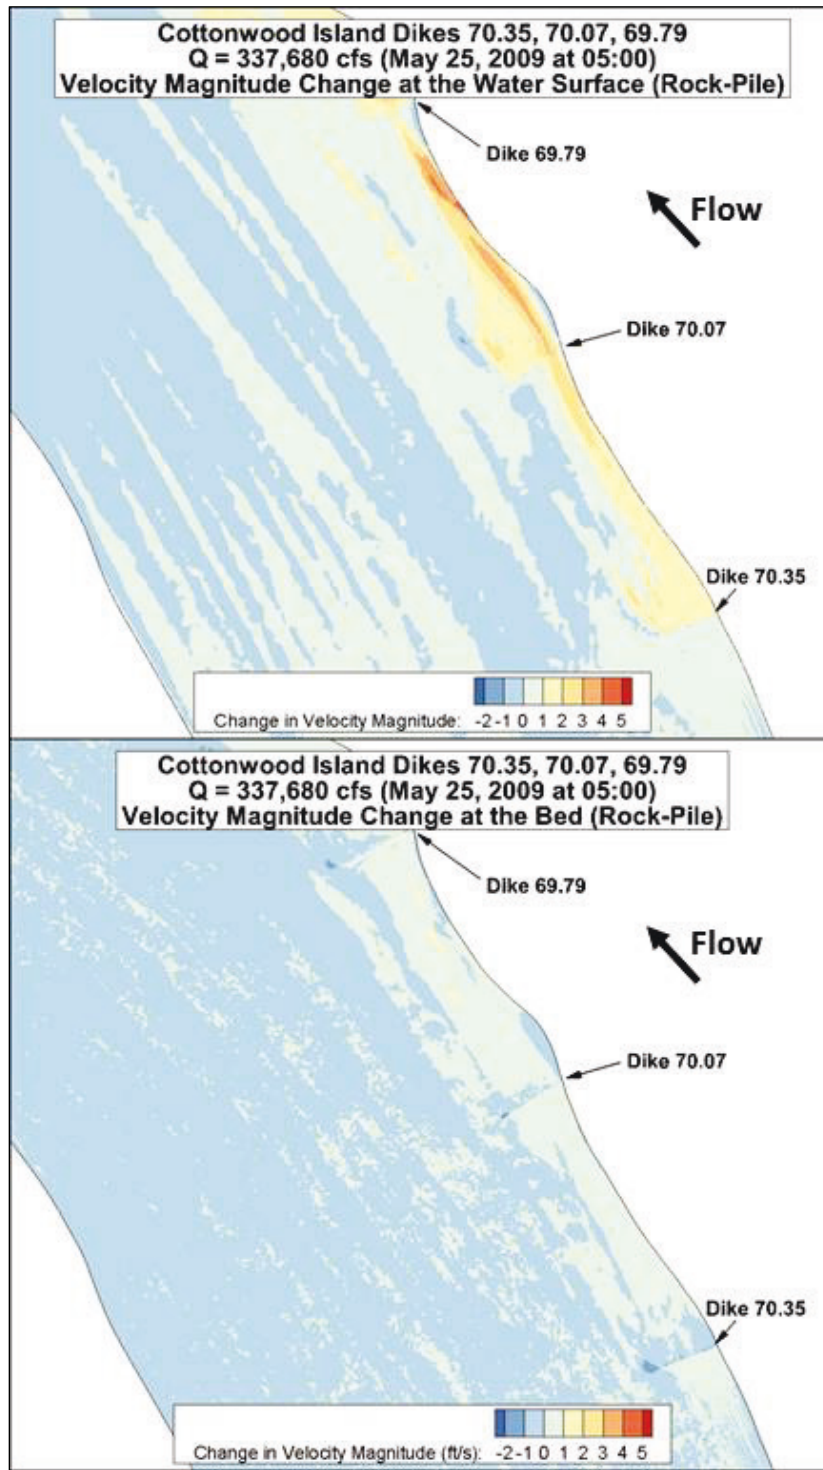 Cottonwood Island Dikes 70.35, 70.07, 69.79
Q = 337,680 cfs (May 25, 2009 at 05:00)
Velocity Magnitude Change at the Water Surface (Rock-Pile)
Dike 69.79
Flow
Dike 70.07
Dike 70.35
Change in Velocity Magnitude: -2 -1 0 1 2 3 4 5
Cottonwood Island Dikes 70.35, 70.07, 69.79
Q = 337,680 cfs (May 25, 2009 at 05:00)
Velocity Magnitude Change at the Bed (Rock-Pile)
Dike 69.79
Flow
Dike 70.07
Dike 70.35
Change in Velocity Magnitude (ft/s): -2 -1 0 1 2 3 4 5